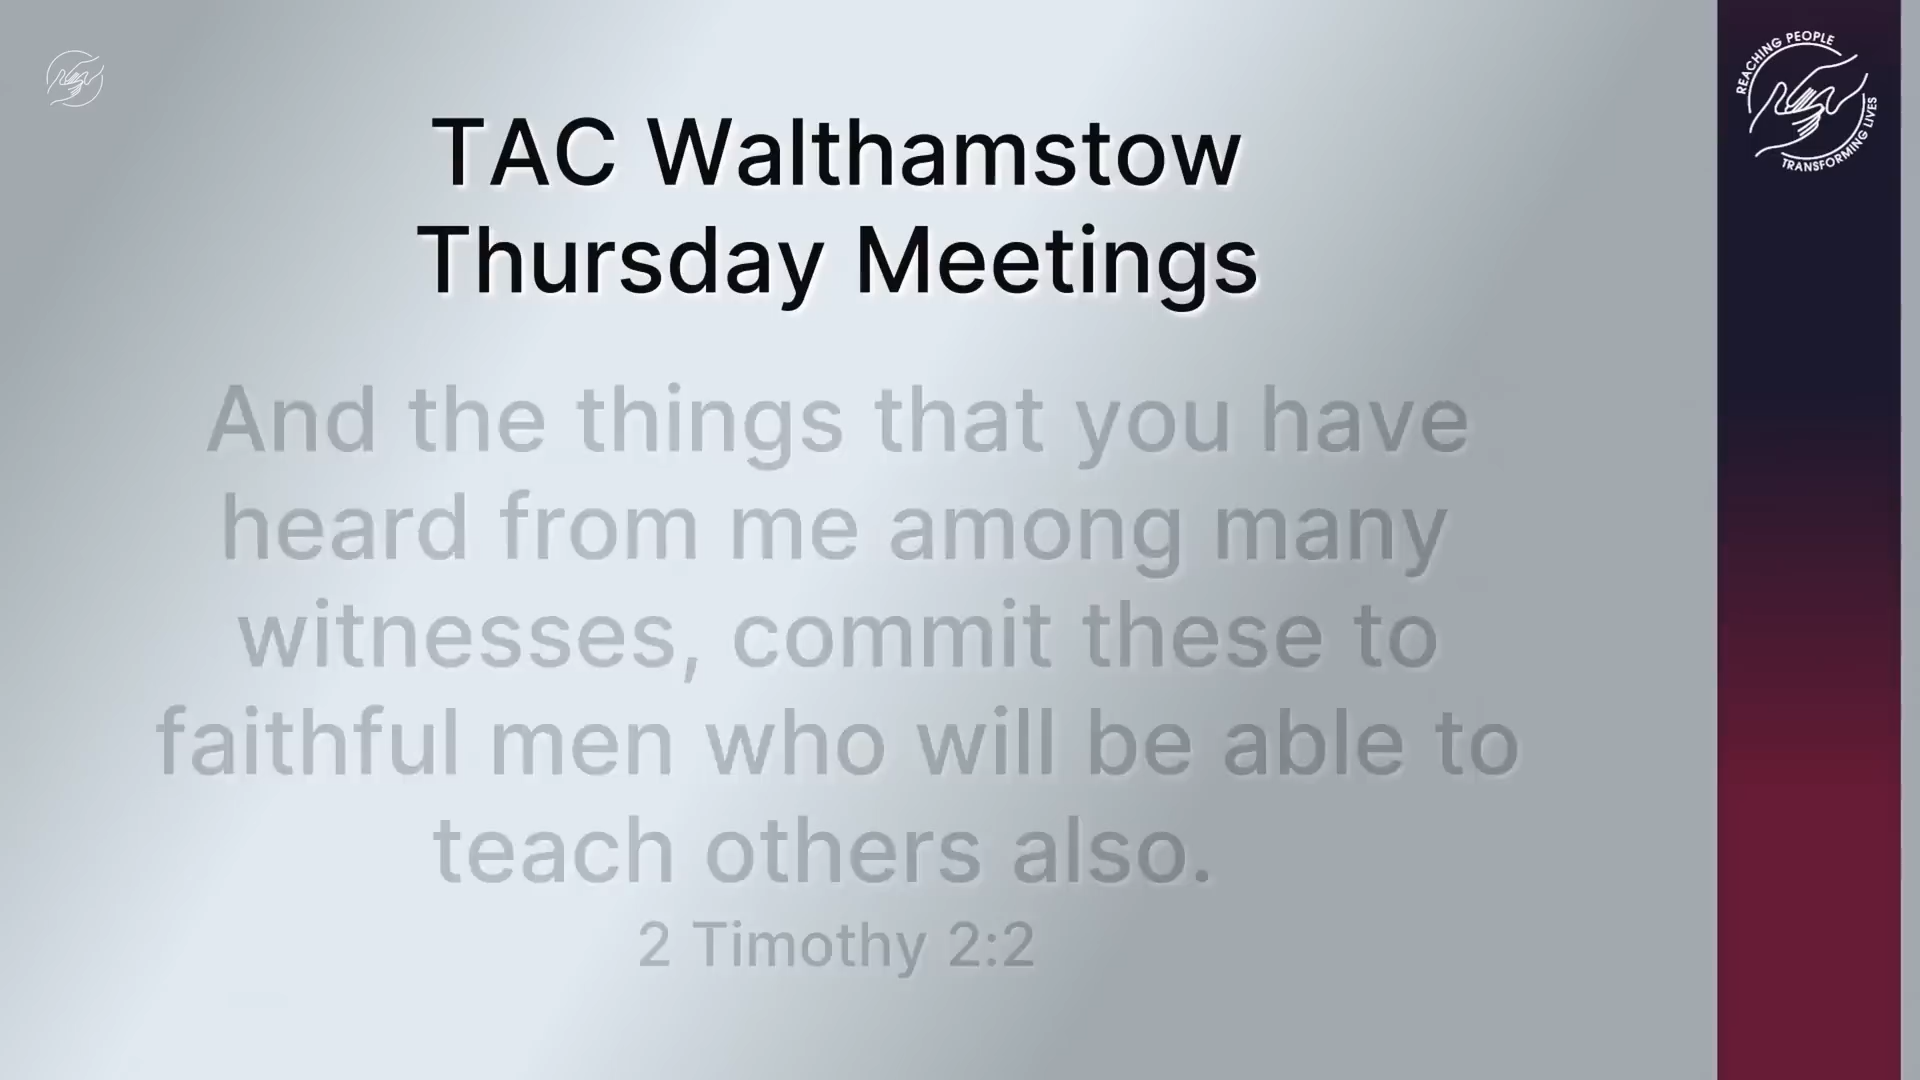 TAC Walthamstow
Thursday Meetings
And the things that you have
heard from me among many
witnesses, commit these to
faithful men who will be able to
teach others also.
2 Timothy 2:2
REACHING PEOPLE
TRANSFORMING LIVES